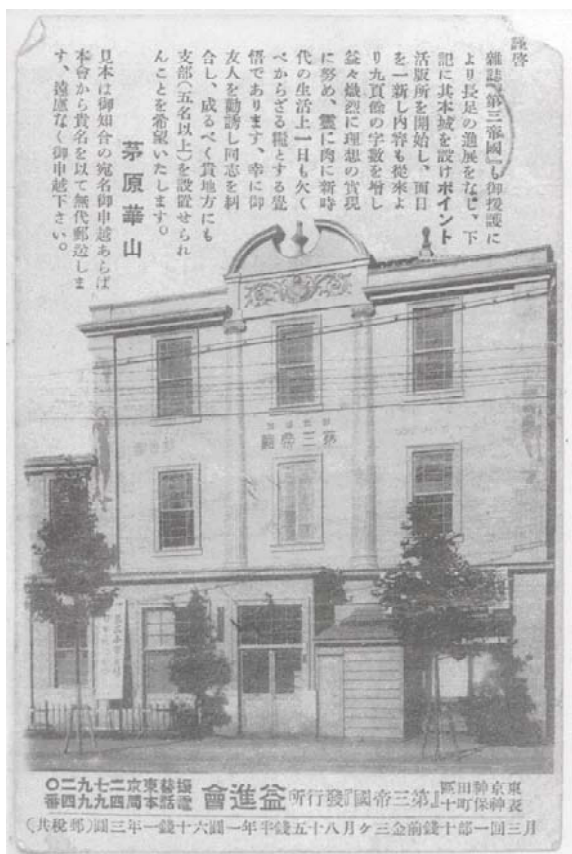 謹啓
雜誌『第三帝國』も御援護に
より長足の進展をなし、下
記に其本城を設けポイント
活版所を開始し、面目
を一新し内容も從來よ
り九頁餘の字數を增し
益々熾烈に理想の實現
に努め、靈に肉に新時
代の生活上一日も欠く
べからざる糧とする覺
悟であります、幸に御
友人を勸誘し同志を糾
合し、成るべく貴地方にも
支部(五名以上)を設置せられ
んことを希望いたします。
茅原華山
見本は御知合の宛名御申越あらば
本會から貴名を以て無代郵送しま
す、遠慮なく御申越下さい。
第三帝國
東京神田區
表神保町十
『第三帝國』發行所 益進會
振替東京二七九二〇
電話本局四九九四番
月三回一部十錢前金三ヶ月八十五錢半年一圓六十錢一年三圓(郵稅共)